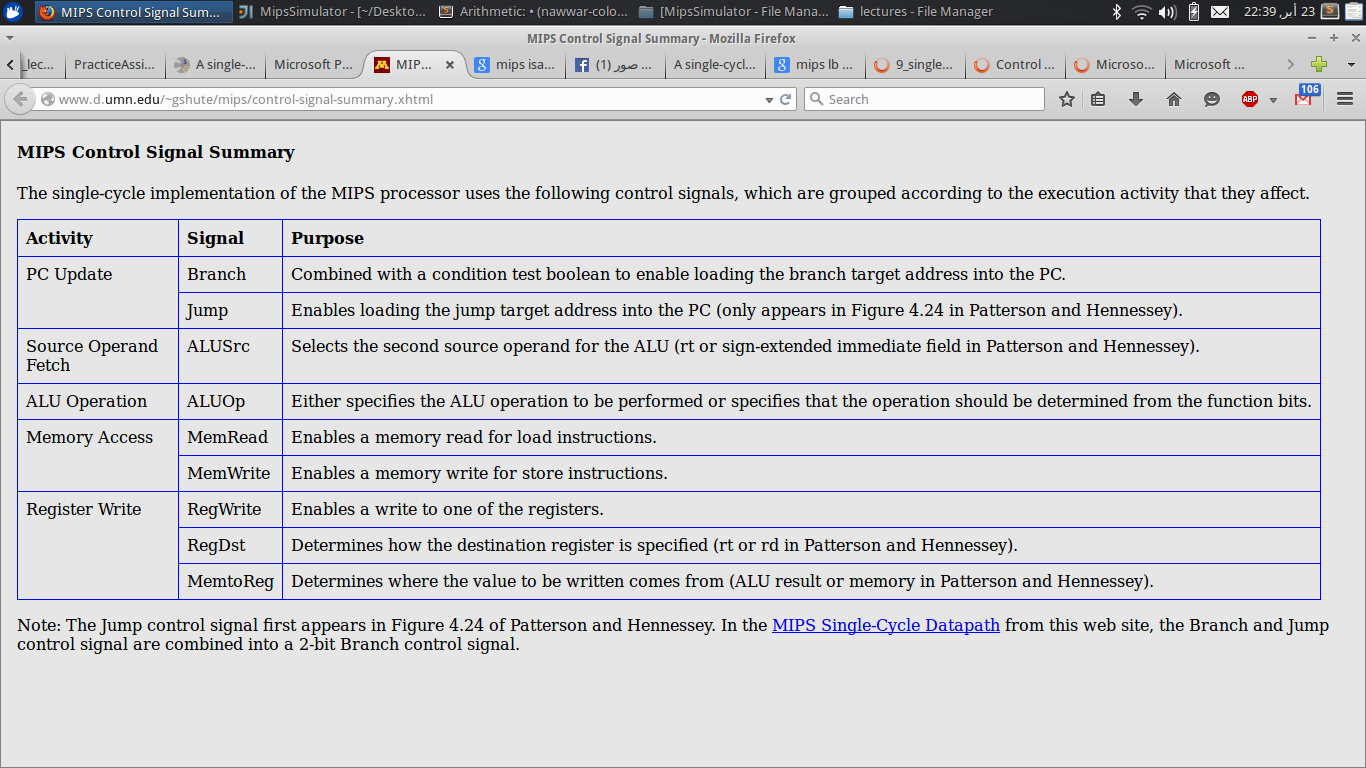 MIPS Control Signal Sum...
MipsSimulator - [~/Deskto...
Arithmetic: • (nawwar-colo...
[MipsSimulator - File Mana...
lectures - File Manager
22:39 ,أبر 23
MIPS Control Signal Summary - Mozilla Firefox
_lec...
PracticeAssi...
A single-...
Microsoft P...
MIP...
mips isa...
صور (1) ...
A single-cycl...
mips lb ...
9_single...
Control ...
Microso...
Microsoft ...
www.d.umn.edu/~gshute/mips/control-signal-summary.xhtml
Search
ABP
106
MIPS Control Signal Summary
The single-cycle implementation of the MIPS processor uses the following control signals, which are grouped according to the execution activity that they affect.
Activity Signal Purpose
PC Update Branch Combined with a condition test boolean to enable loading the branch target address into the PC.
Jump Enables loading the jump target address into the PC (only appears in Figure 4.24 in Patterson and Hennessey).
Source Operand
Fetch
ALUSrc Selects the second source operand for the ALU (rt or sign-extended immediate field in Patterson and Hennessey).
ALU Operation ALUOp Either specifies the ALU operation to be performed or specifies that the operation should be determined from the function bits.
Memory Access MemRead Enables a memory read for load instructions.
MemWrite Enables a memory write for store instructions.
Register Write RegWrite Enables a write to one of the registers.
RegDst Determines how the destination register is specified (rt or rd in Patterson and Hennessey).
MemtoReg Determines where the value to be written comes from (ALU result or memory in Patterson and Hennessey).
Note: The Jump control signal first appears in Figure 4.24 of Patterson and Hennessey. In the MIPS Single-Cycle Datapath from this web site, the Branch and Jump
control signal are combined into a 2-bit Branch control signal.